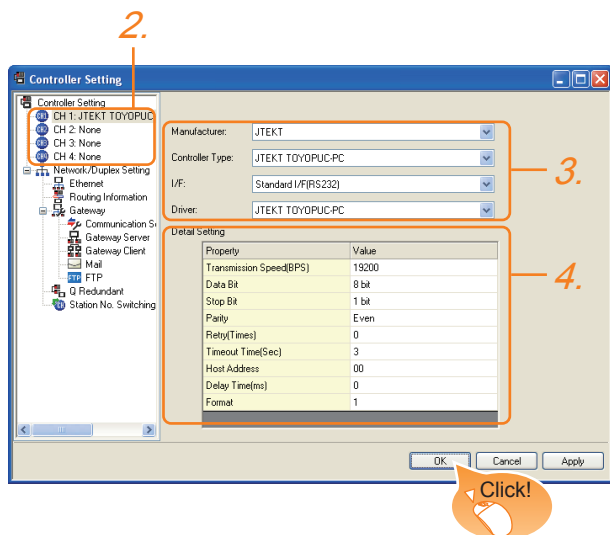 2.
Controller Setting
Controller Setting
CH 1: JTEKT TOYOPUC
CH 2: None
CH 3: None
CH 4: None
Network/Duplex Setting
Ethernet
Routing Information
Gateway
Communication S
Gateway Server
Gateway Client
Mail
FTP FTP
Q Redundant
Station No. Switching
Manufacturer: JTEKT
Controller Type: JTEKT TOYOPUC-PC
I/F: Standard I/F(RS232)
Driver: JTEKT TOYOPUC-PC
3.
Detail Setting
Property Value
Transmission Speed(BPS) 19200
Data Bit 8 bit
Stop Bit 1 bit
Parity Even
Retry(Times) 0
Timeout Time(Sec) 3
Host Address 00
Delay Time(ms) 0
Format 1
4.
OK Cancel Apply
Click!